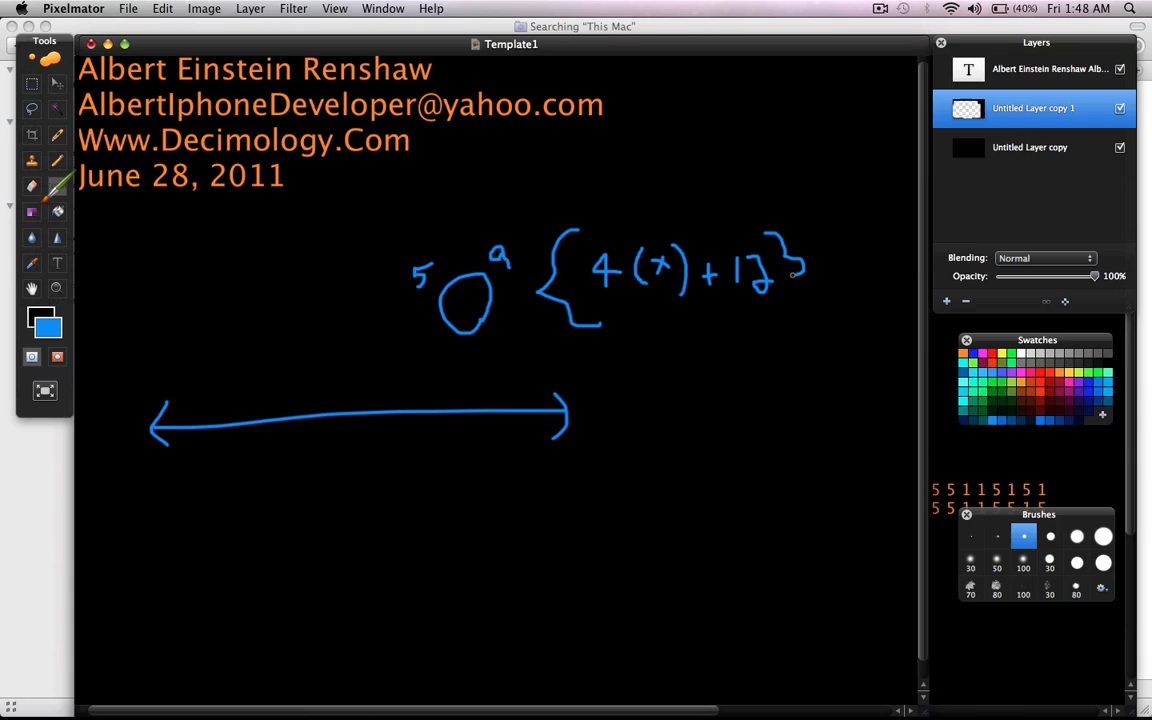 Pixelmator File Edit Image Layer Filter View Window Help (40%) Fri 1:48 AM
Searching "This Mac"
Tools
Template1
Layers
Albert Einstein Renshaw
AlbertIphoneDeveloper@yahoo.com
Www.Decimology.Com
June 28, 2011
T Albert Einstein Renshaw Alb...
Untitled Layer copy 1
Untitled Layer copy
5 a { 4 (x) + 1 }
Blending: Normal
Opacity: 100%
Swatches
5 5 1 1 5 1 5 1
Brushes
30 50 100 30
70 80 100 30 80